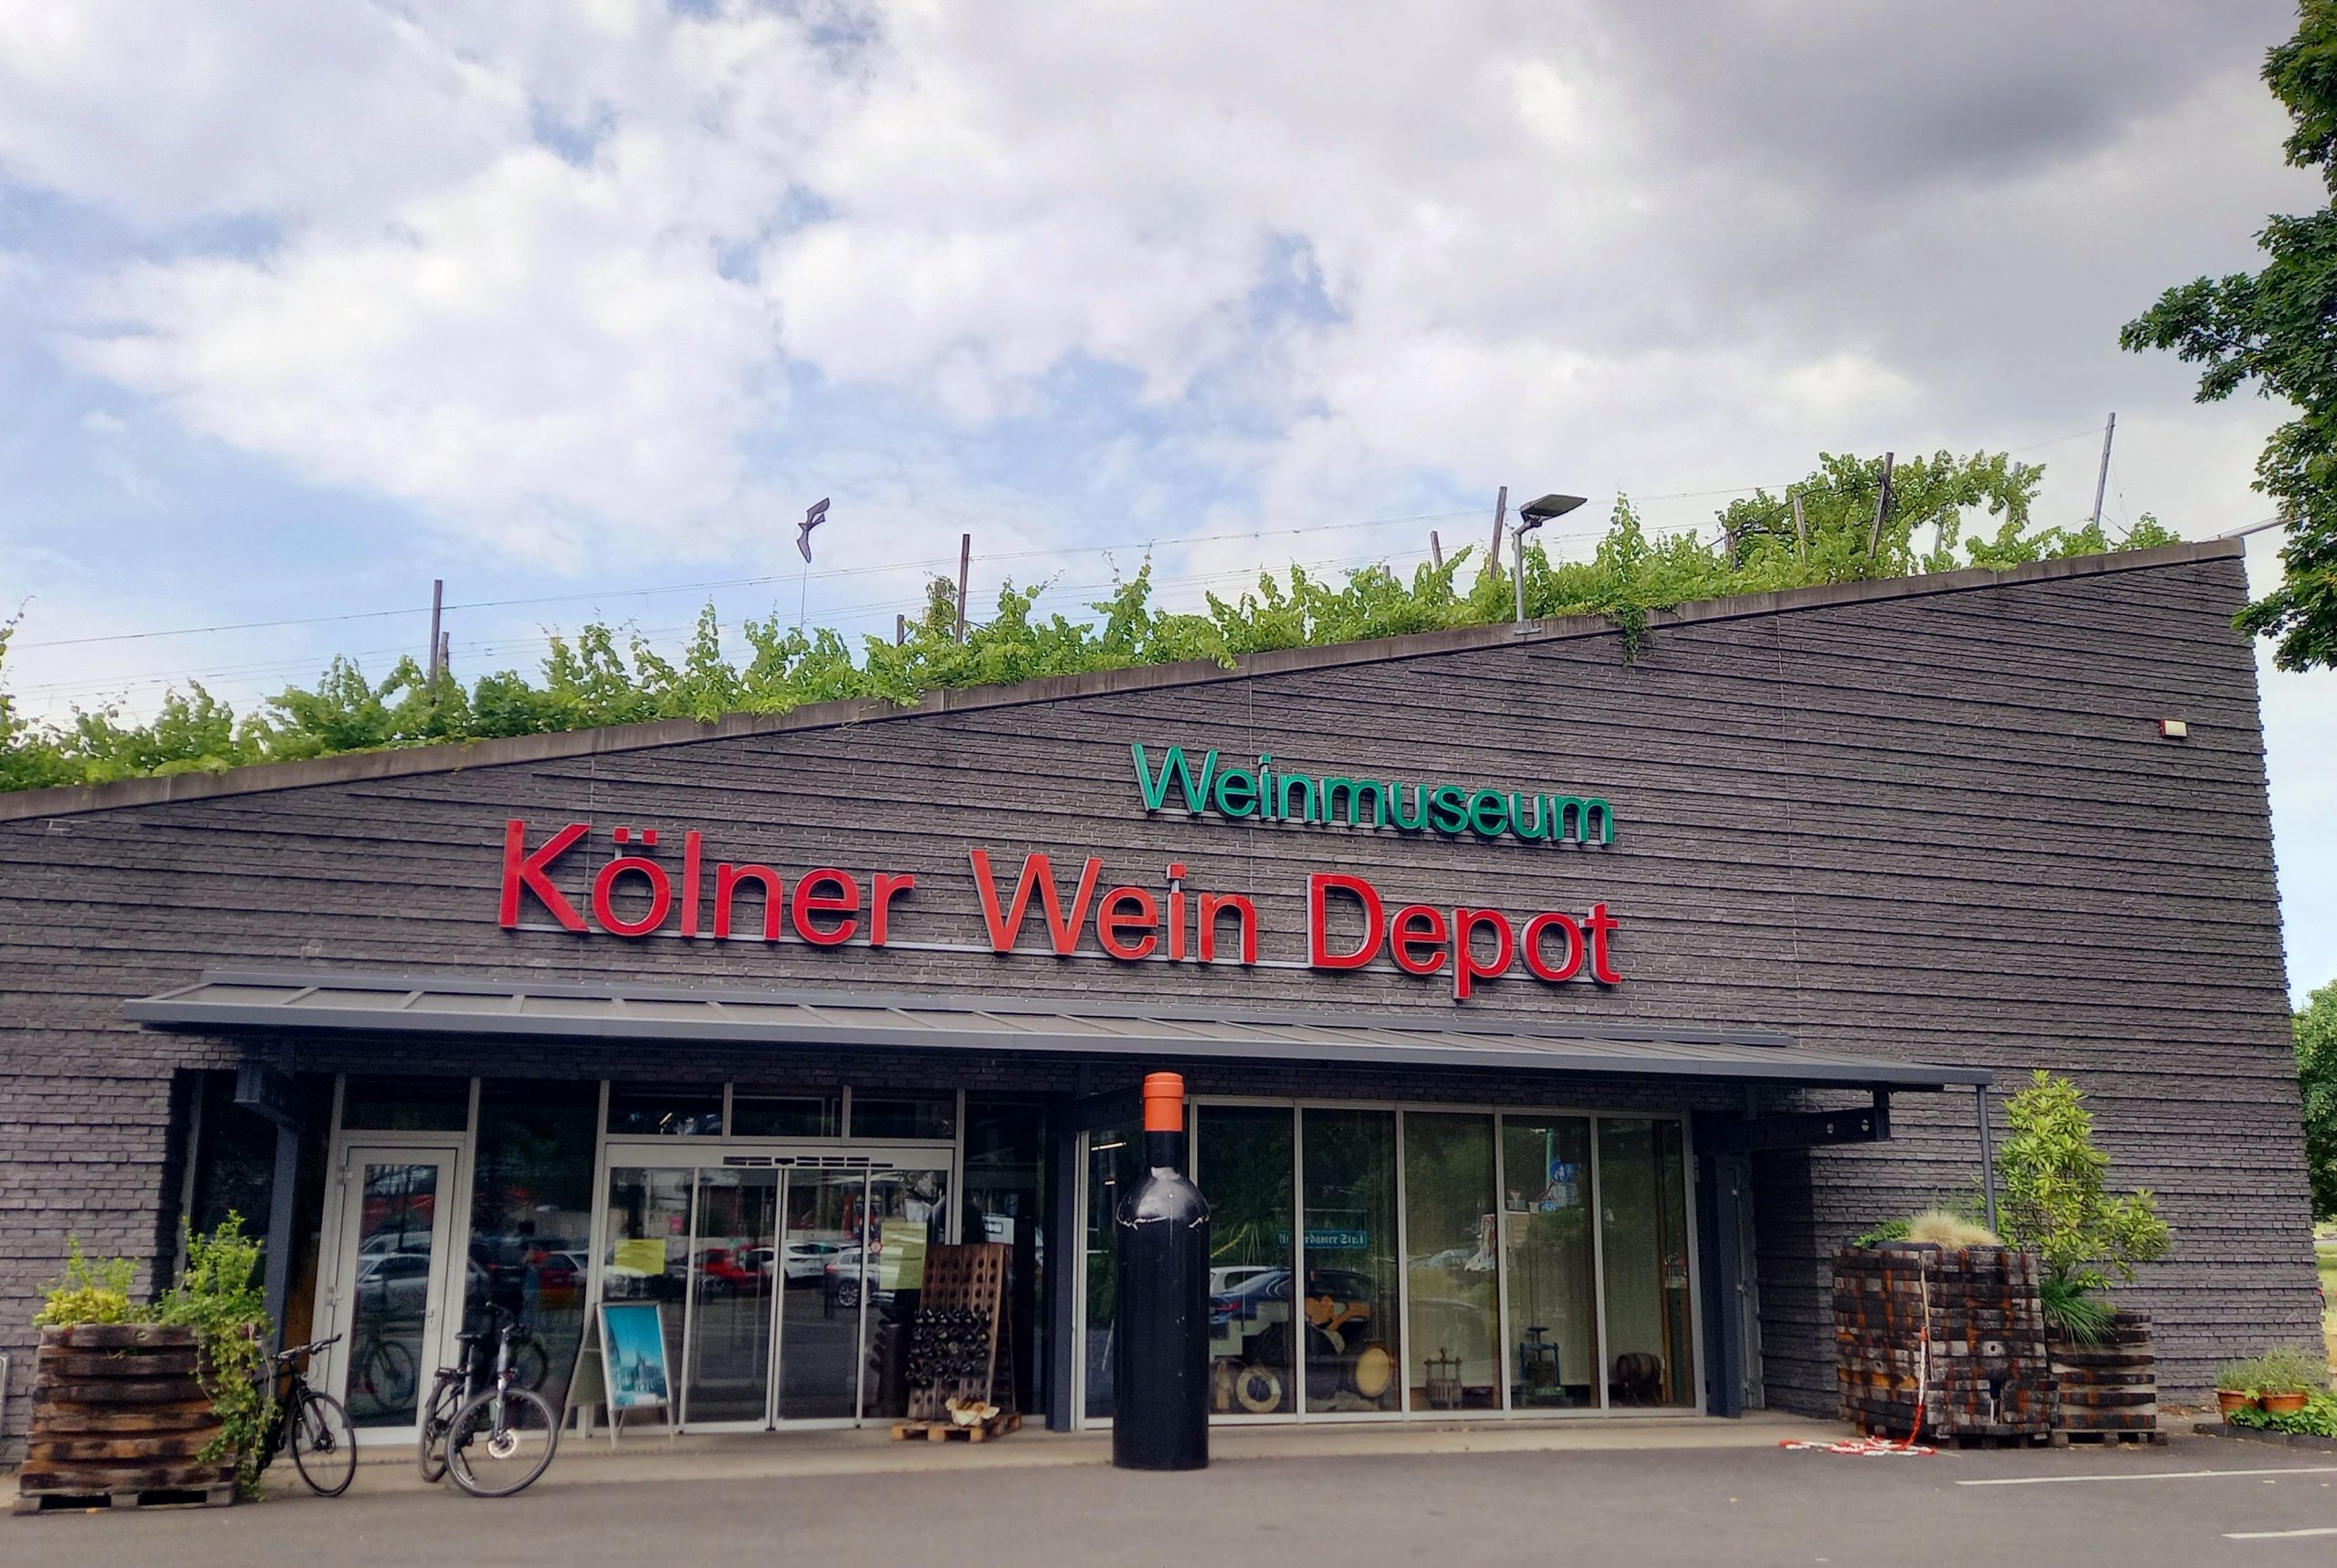 Weinmuseum
Kölner Wein Depot